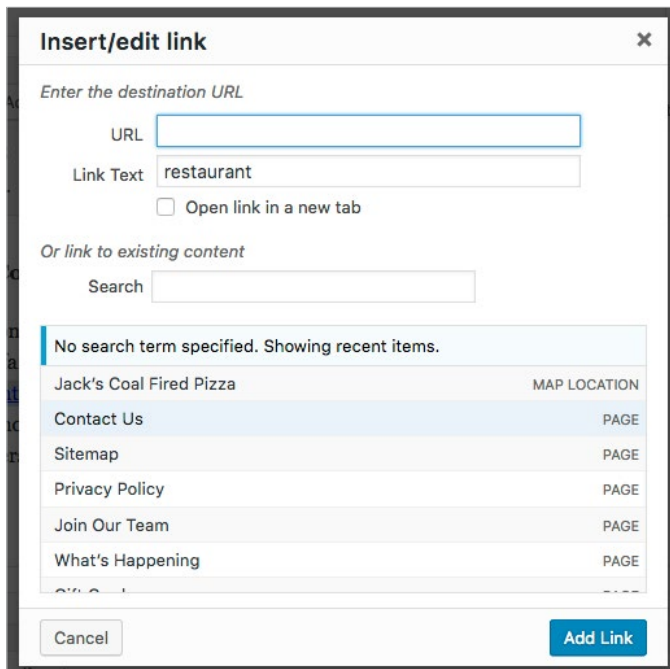 Insert/edit link ×
Enter the destination URL
URL
Link Text restaurant
Open link in a new tab
Or link to existing content
Search
No search term specified. Showing recent items.
Jack's Coal Fired Pizza MAP LOCATION
Contact Us PAGE
Sitemap PAGE
Privacy Policy PAGE
Join Our Team PAGE
What's Happening PAGE
Cancel Add Link